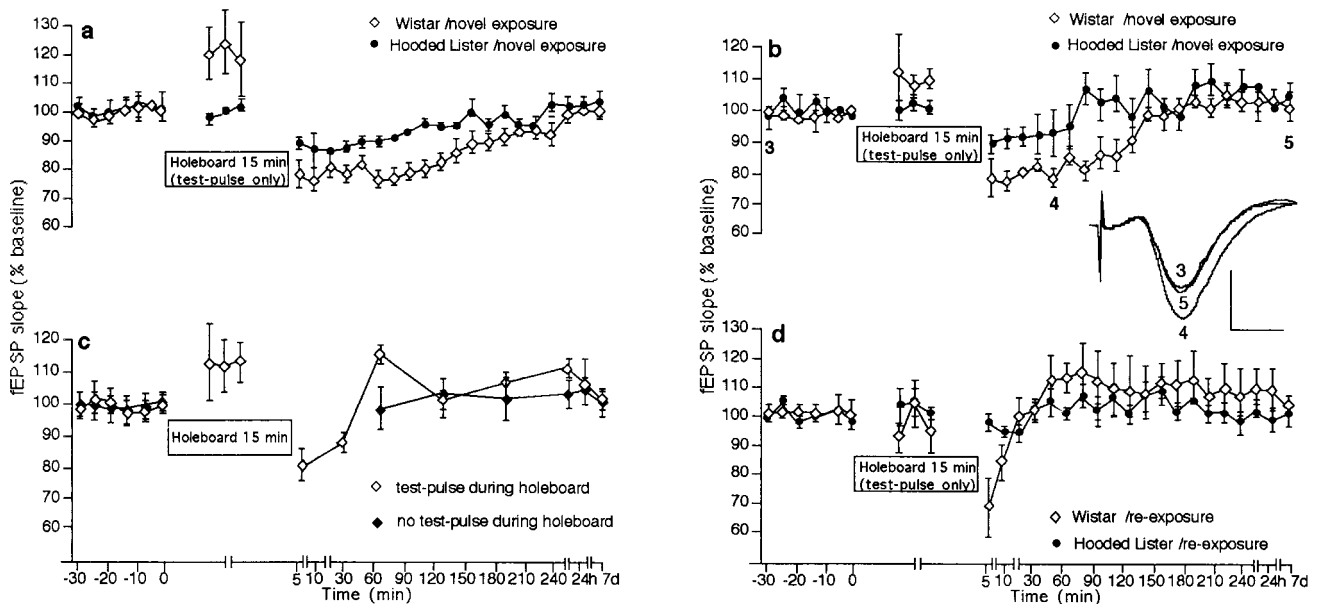 a
◇ Wistar /novel exposure
● Hooded Lister /novel exposure
130
120
110
100
90
80
70
60
Holeboard 15 min
(test-pulse only)
b
◇ Wistar /novel exposure
● Hooded Lister /novel exposure
120
110
100
90
80
70
60
3
Holeboard 15 min
(test-pulse only)
4
5
3
5
4
fEPSP slope (% baseline)
fEPSP slope (% baseline)
c
120
110
100
90
80
70
60
Holeboard 15 min
◇ test-pulse during holeboard
◆ no test-pulse during holeboard
-30 -20 -10 0 5 10 30 60 90 120 150 180 210 240 24h 7d
Time (min)
d
130
120
110
100
90
80
70
60
Holeboard 15 min
(test-pulse only)
◇ Wistar /re-exposure
● Hooded Lister /re-exposure
-30 -20 -10 0 5 10 30 60 90 120 150 180 210 240 24h 7d
Time (min)